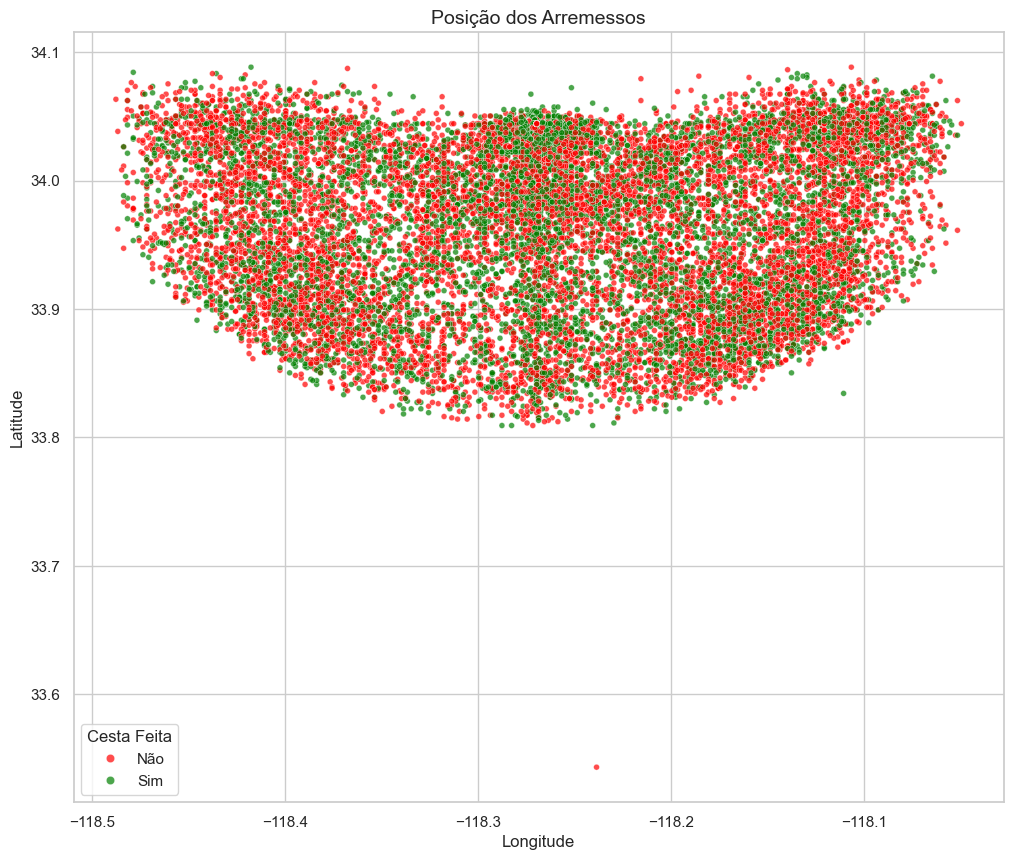 Posição dos Arremessos
34.1
34.0
33.9
33.8
33.7
33.6
Latitude
Cesta Feita
Não
Sim
−118.5
−118.4
−118.3
−118.2
−118.1
Longitude